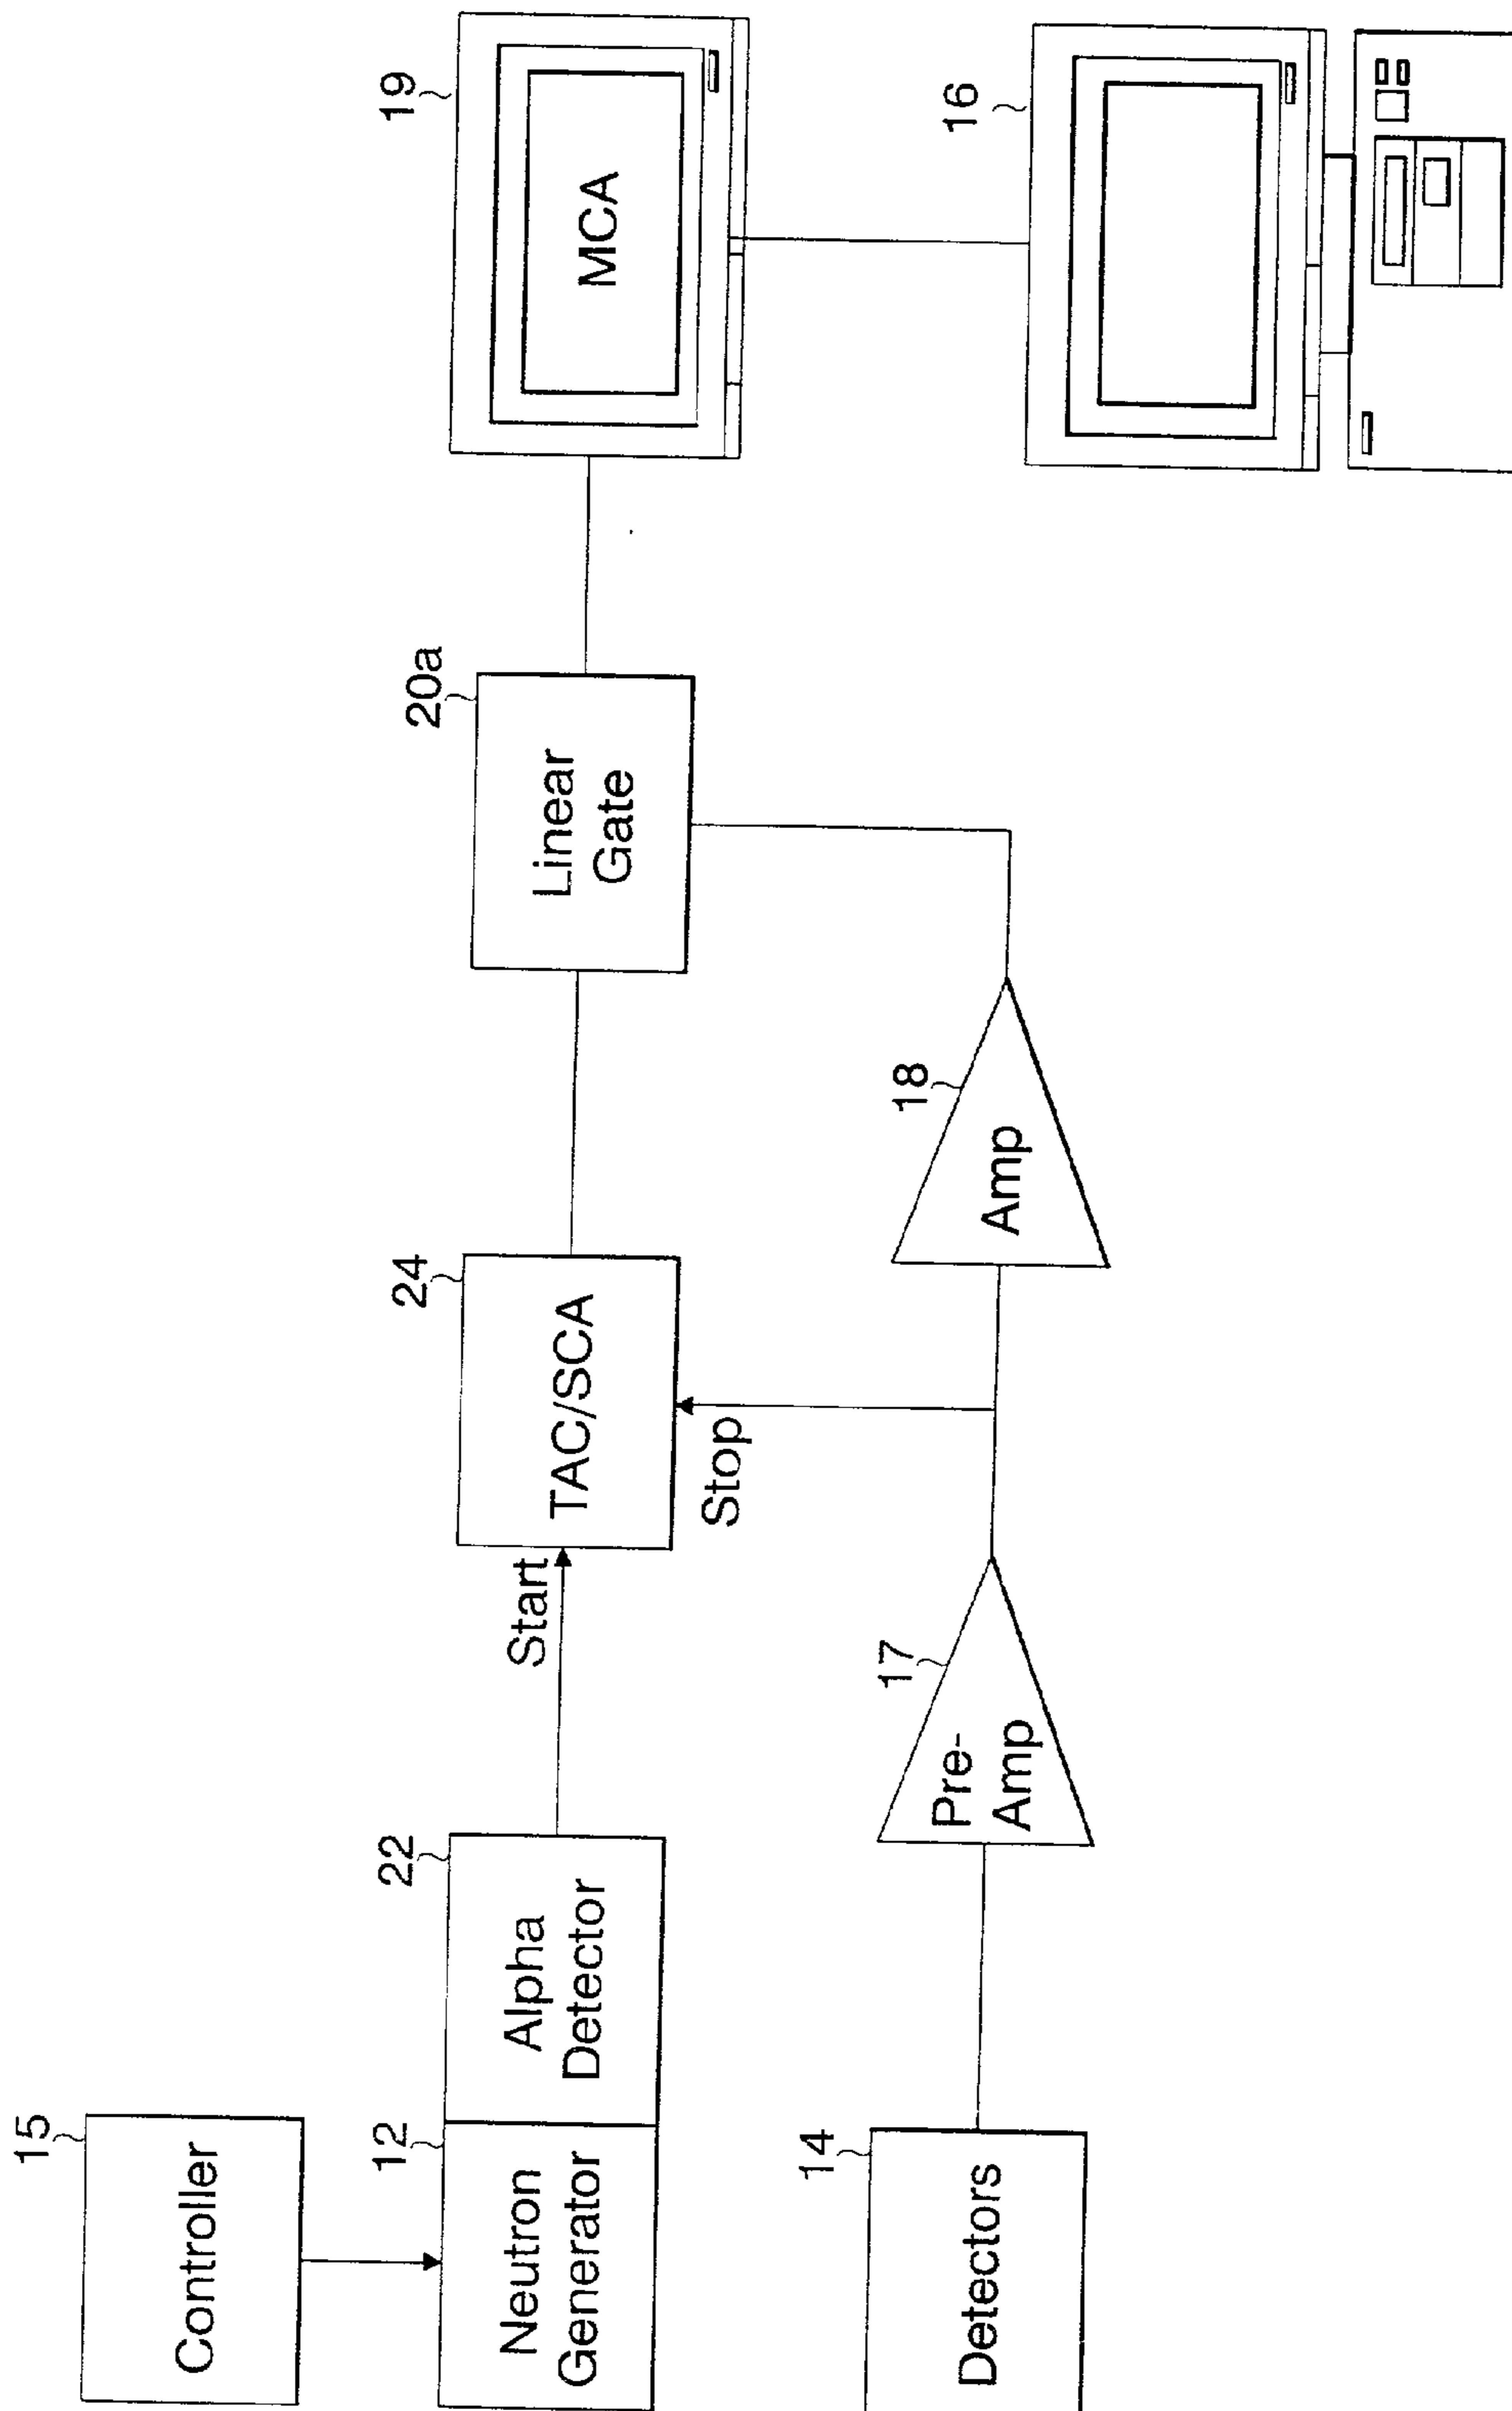 15
Controller
12
Neutron
Generator
22
Alpha
Detector
Start
24
TAC/SCA
Stop
20a
Linear
Gate
19
MCA
14
Detectors
17
Pre-
Amp
18
Amp
16